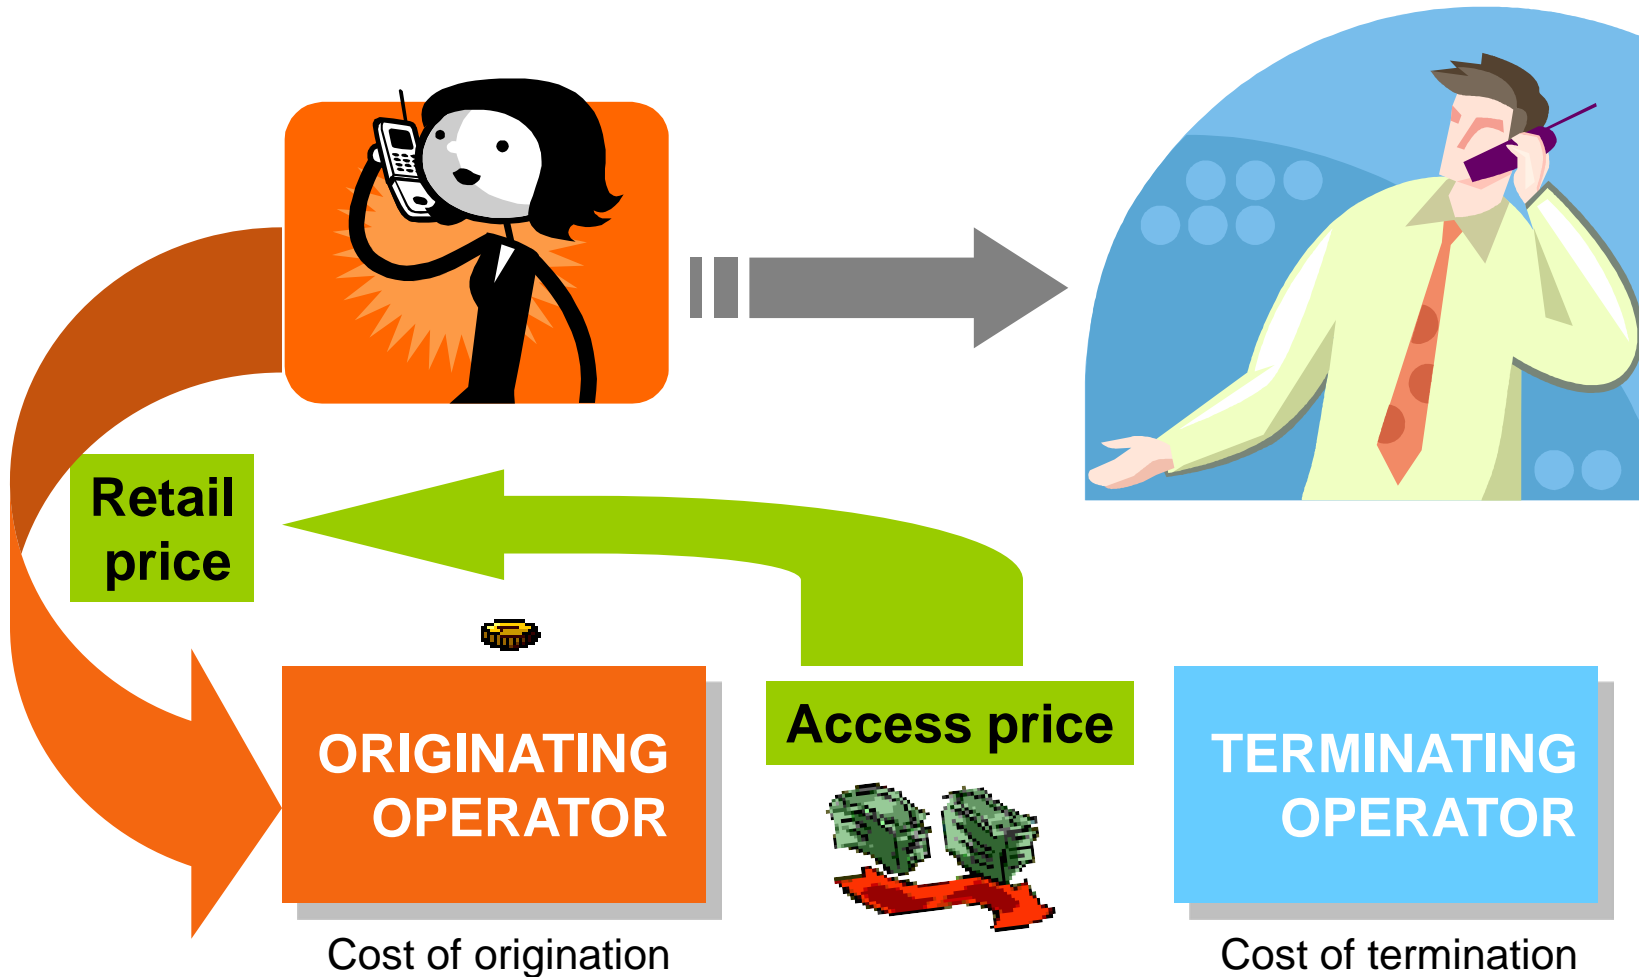 Retail
price
ORIGINATING
OPERATOR
Access price
TERMINATING
OPERATOR
Cost of origination
Cost of termination